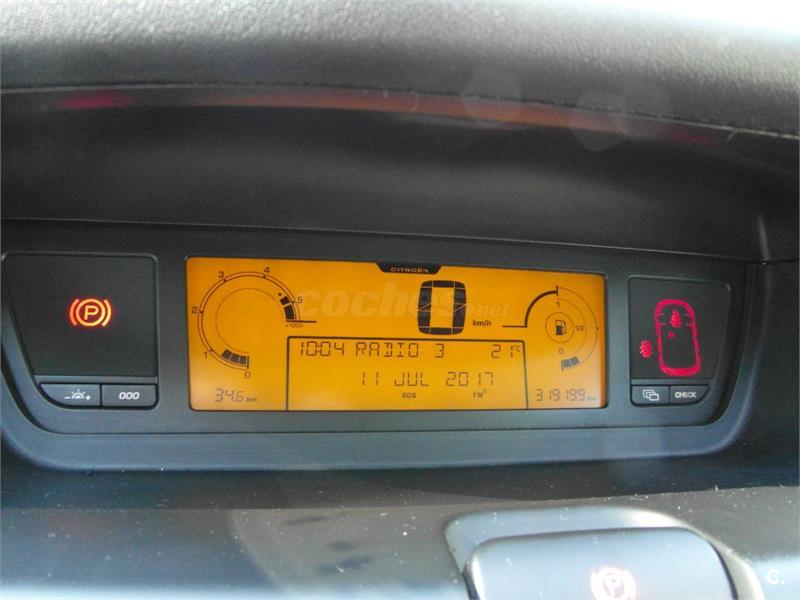 CITROËN
4
3
5
2
x1000
1
0
0
km/h
1
1/2
0
coches.net
10:04 RADIO 3 21°C
11 JUL 2017
RDS FM1
34.6 km
319199 km
P
000
CHECK
P
C.